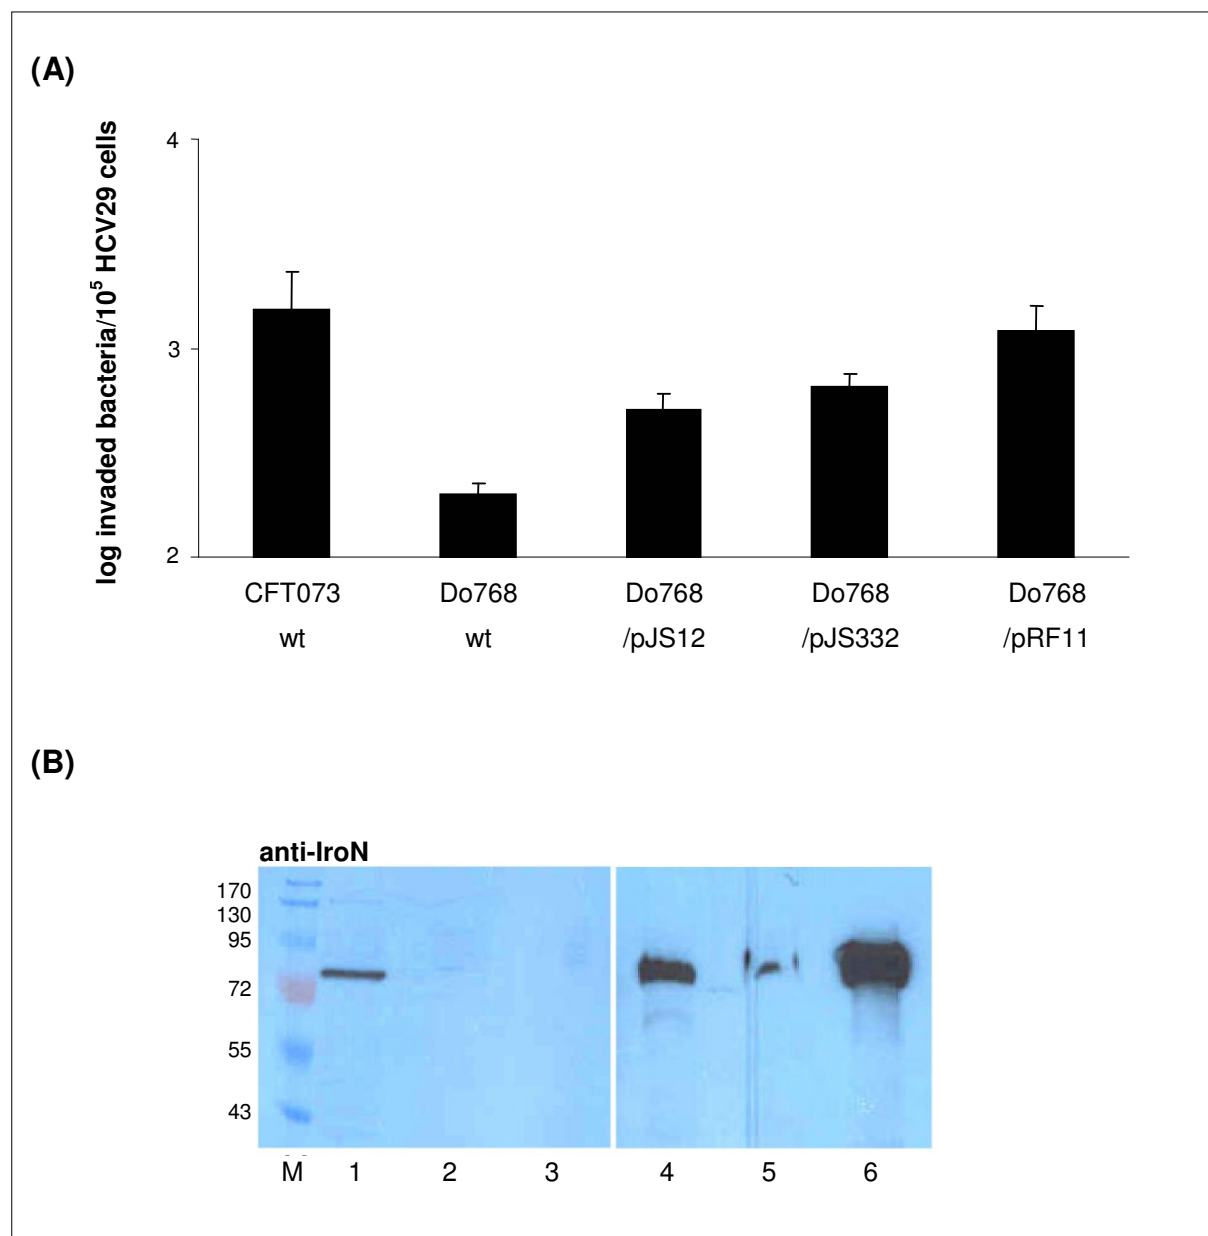 (A)
log invaded bacteria/10⁵ HCV29 cells
4
3
2
CFT073 Do768 Do768 Do768 Do768
wt wt /pJS12 /pJS332 /pRF11
(B)
anti-IroN
170
130
95
72
55
43
M 1 2 3 4 5 6